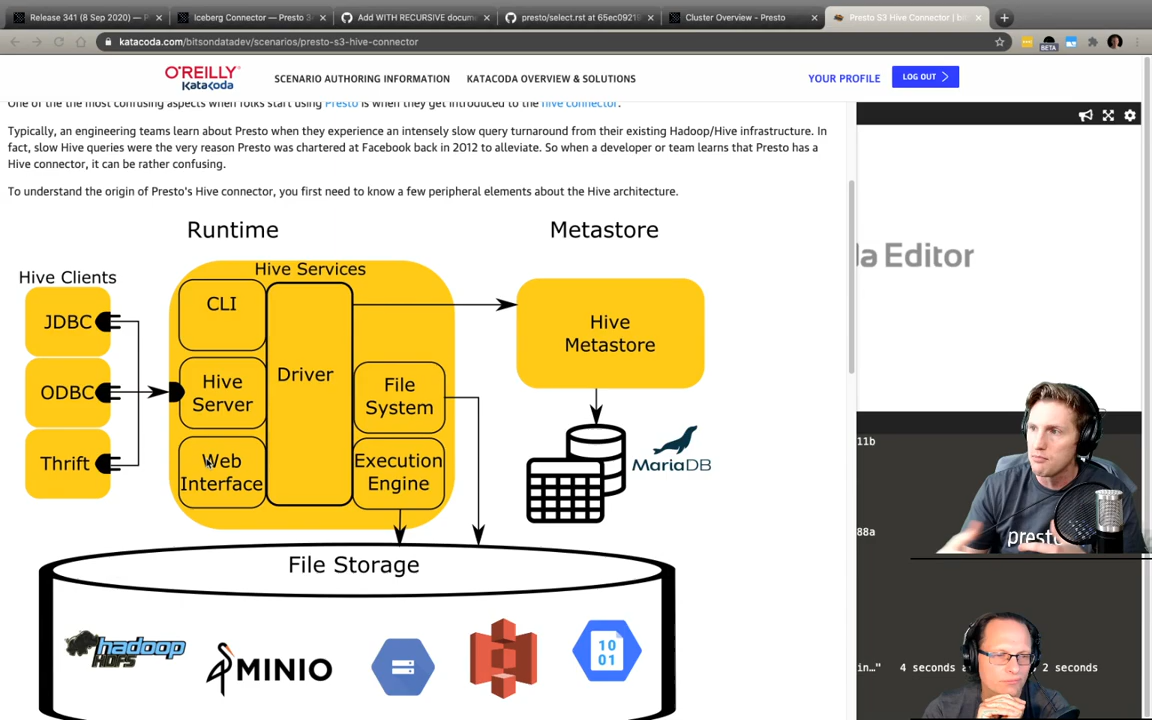 Release 341 (8 Sep 2020) —
Iceberg Connector — Presto 3
Add WITH RECURSIVE docume
presto/select.rst at 65ec0921
Cluster Overview - Presto
Presto S3 Hive Connector | bi
katacoda.com/bitsondatadev/scenarios/presto-s3-hive-connector
BETA
O'REILLY
Katacoda
SCENARIO AUTHORING INFORMATION
KATACODA OVERVIEW & SOLUTIONS
YOUR PROFILE
LOG OUT
One of the the most confusing aspects when folks start using Presto is when they get introduced to the hive connector.
Typically, an engineering teams learn about Presto when they experience an intensely slow query turnaround from their existing Hadoop/Hive infrastructure. In
fact, slow Hive queries were the very reason Presto was chartered at Facebook back in 2012 to alleviate. So when a developer or team learns that Presto has a
Hive connector, it can be rather confusing.
To understand the origin of Presto's Hive connector, you first need to know a few peripheral elements about the Hive architecture.
Runtime
Metastore
Hive Clients
Hive Services
JDBC
ODBC
Thrift
CLI
Hive
Server
Web
Interface
Driver
File
System
Execution
Engine
Hive
Metastore
MariaDB
File Storage
hadoop
HDFS
MINIO
10
01
da Editor
11b
88a
presto
in..."
4 seconds a
2 seconds